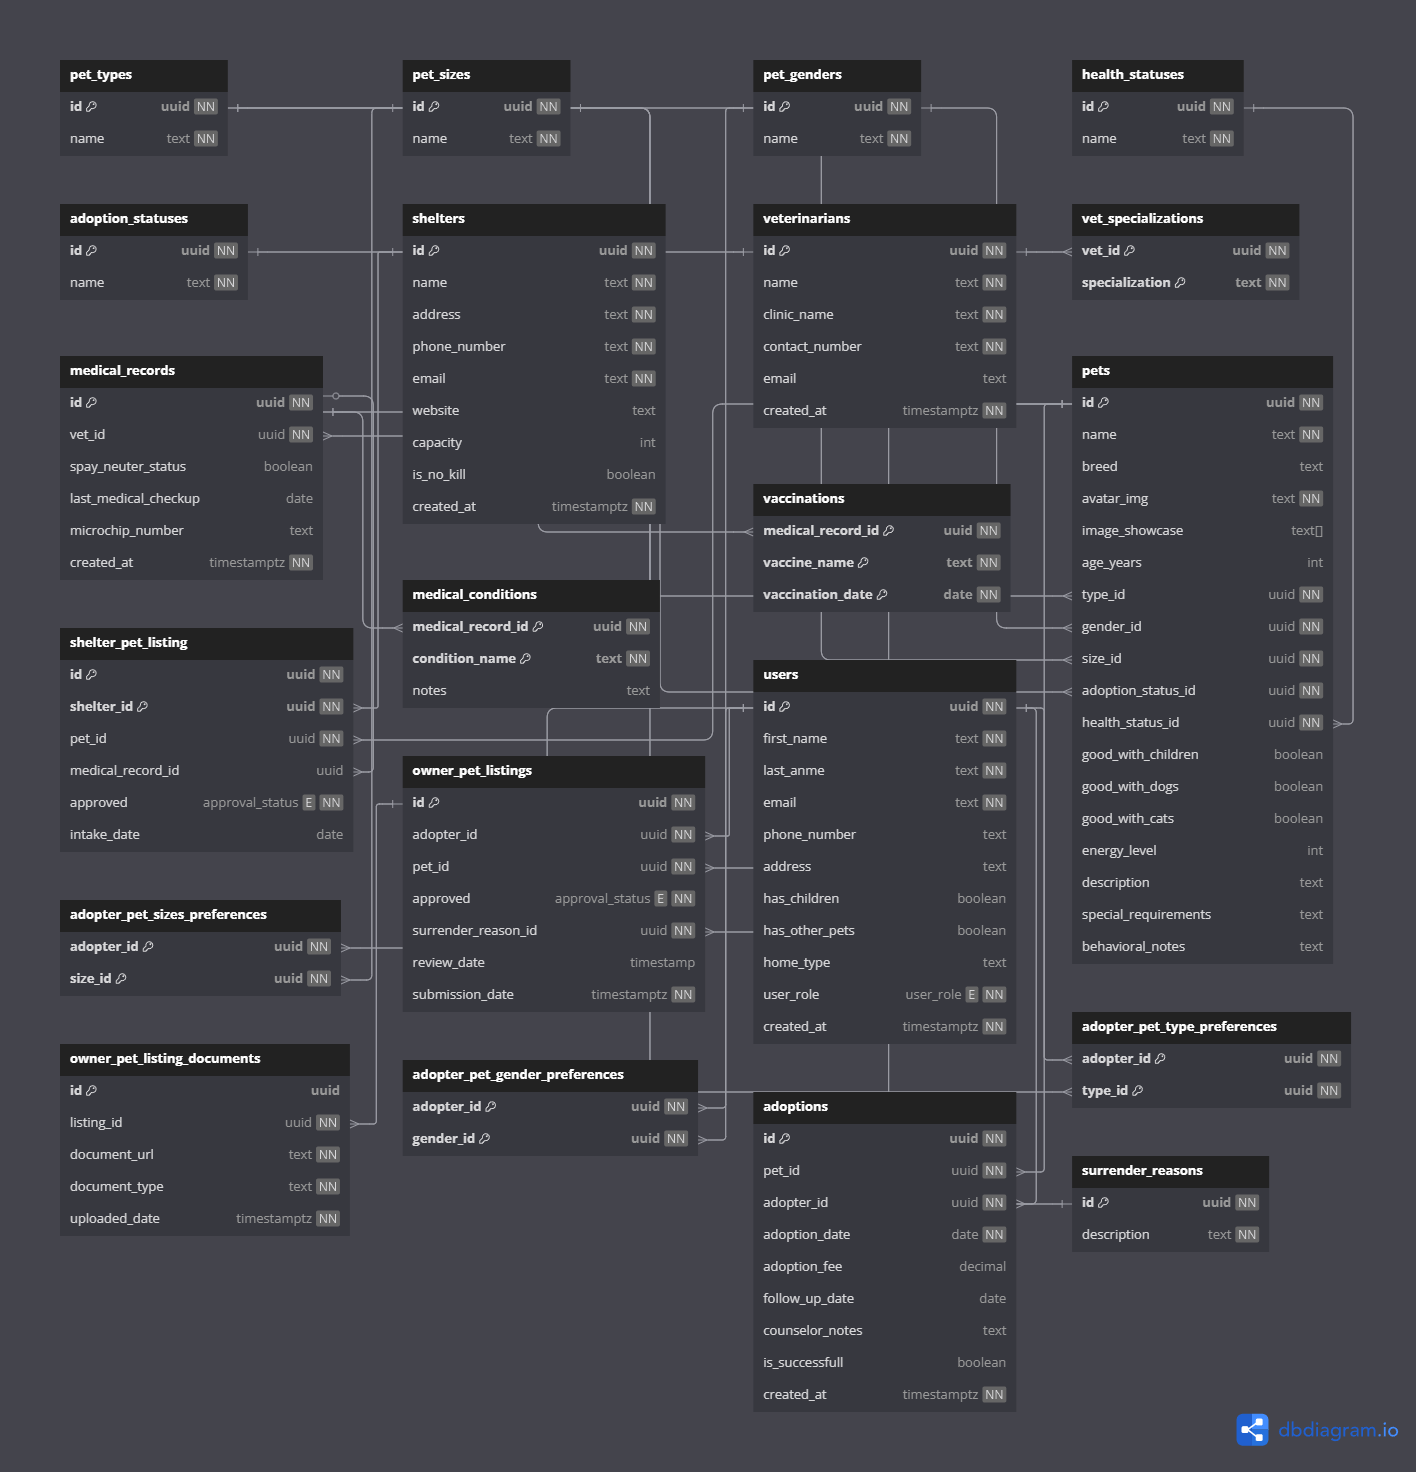 pet_types
id uuid NN
name text NN
pet_sizes
id uuid NN
name text NN
pet_genders
id uuid NN
name text NN
health_statuses
id uuid NN
name text NN
adoption_statuses
id uuid NN
name text NN
shelters
id uuid NN
name text NN
address text NN
phone_number text NN
email text NN
website text
capacity int
is_no_kill boolean
created_at timestamptz NN
veterinarians
id uuid NN
name text NN
clinic_name text NN
contact_number text NN
email text
created_at timestamptz NN
vet_specializations
vet_id uuid NN
specialization text NN
medical_records
id uuid NN
vet_id uuid NN
spay_neuter_status boolean
last_medical_checkup date
microchip_number text
created_at timestamptz NN
pets
id uuid NN
name text NN
breed text
avatar_img text NN
image_showcase text[]
age_years int
type_id uuid NN
gender_id uuid NN
size_id uuid NN
adoption_status_id uuid NN
health_status_id uuid NN
good_with_children boolean
good_with_dogs boolean
good_with_cats boolean
energy_level int
description text
special_requirements text
behavioral_notes text
vaccinations
medical_record_id uuid NN
vaccine_name text NN
vaccination_date date NN
medical_conditions
medical_record_id uuid NN
condition_name text NN
notes text
shelter_pet_listing
id uuid NN
shelter_id uuid NN
pet_id uuid NN
medical_record_id uuid
approved approval_status E NN
intake_date date
users
id uuid NN
first_name text NN
last_anme text NN
email text NN
phone_number text
address text
has_children boolean
has_other_pets boolean
home_type text
user_role user_role E NN
created_at timestamptz NN
owner_pet_listings
id uuid NN
adopter_id uuid NN
pet_id uuid NN
approved approval_status E NN
surrender_reason_id uuid NN
review_date timestamp
submission_date timestamptz NN
adopter_pet_sizes_preferences
adopter_id uuid NN
size_id uuid NN
owner_pet_listing_documents
id uuid
listing_id uuid NN
document_url text NN
document_type text NN
uploaded_date timestamptz NN
adopter_pet_gender_preferences
adopter_id uuid NN
gender_id uuid NN
adoptions
id uuid NN
pet_id uuid NN
adopter_id uuid NN
adoption_date date NN
adoption_fee decimal
follow_up_date date
counselor_notes text
is_successfull boolean
created_at timestamptz NN
adopter_pet_type_preferences
adopter_id uuid NN
type_id uuid NN
surrender_reasons
id uuid NN
description text NN
dbdiagram.io